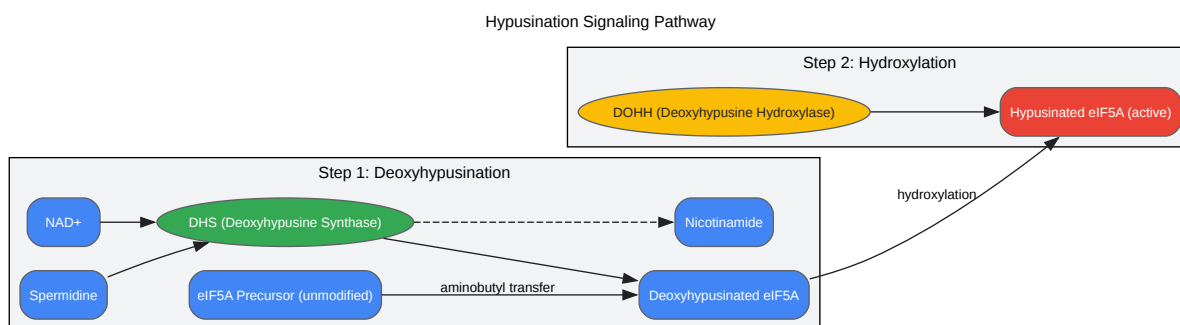 Hypusination Signaling Pathway
Step 2: Hydroxylation
DOHH (Deoxyhypusine Hydroxylase)
Hypusinated eIF5A (active)
Step 1: Deoxyhypusination
hydroxylation
NAD+
DHS (Deoxyhypusine Synthase)
Nicotinamide
Spermidine
eIF5A Precursor (unmodified)
aminobutyl transfer
Deoxyhypusinated eIF5A